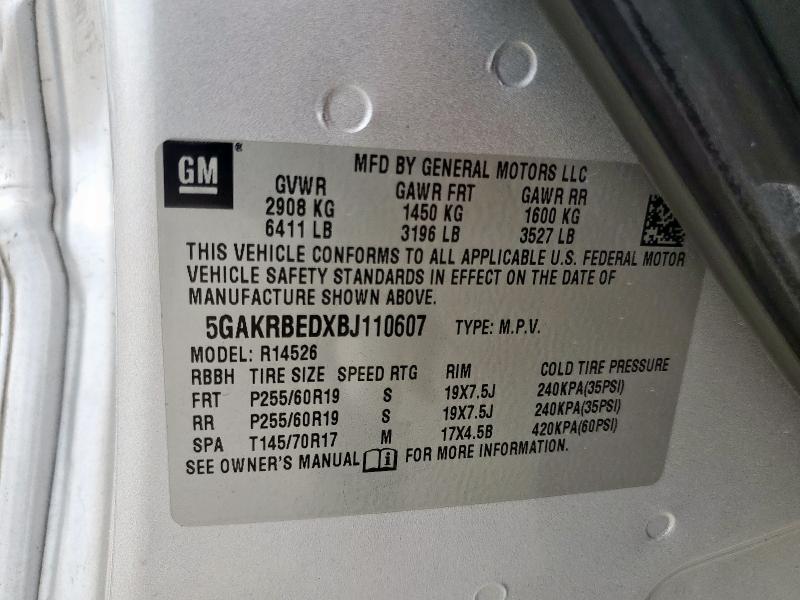 GM ® MFD BY GENERAL MOTORS LLC
GVWR GAWR FRT GAWR RR
2908 KG 1450 KG 1600 KG
6411 LB 3196 LB 3527 LB
THIS VEHICLE CONFORMS TO ALL APPLICABLE U.S. FEDERAL MOTOR
VEHICLE SAFETY STANDARDS IN EFFECT ON THE DATE OF
MANUFACTURE SHOWN ABOVE.
5GAKRBEDXBJ110607 TYPE: M.P.V.
MODEL: R14526
RBBH TIRE SIZE SPEED RTG RIM COLD TIRE PRESSURE
FRT P255/60R19 S 19X7.5J 240KPA(35PSI)
RR P255/60R19 S 19X7.5J 240KPA(35PSI)
SPA T145/70R17 M 17X4.5B 420KPA(60PSI)
SEE OWNER'S MANUAL i FOR MORE INFORMATION.